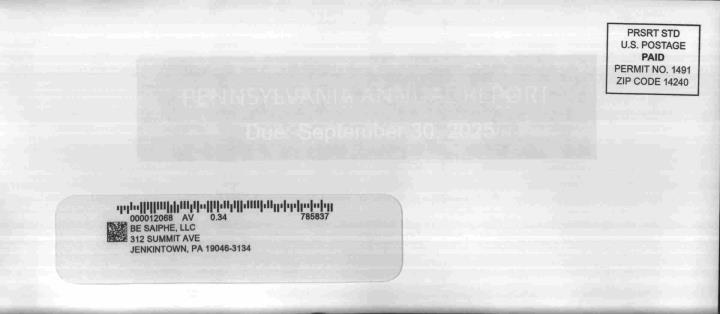 PRSRT STD
U.S. POSTAGE
PAID
PERMIT NO. 1491
ZIP CODE 14240
PENNSYLVANIA ANNUAL REPORT
Due: September 30, 2025
000012068 AV 0.34 785837
BE SAIPHE, LLC
312 SUMMIT AVE
JENKINTOWN, PA 19046-3134